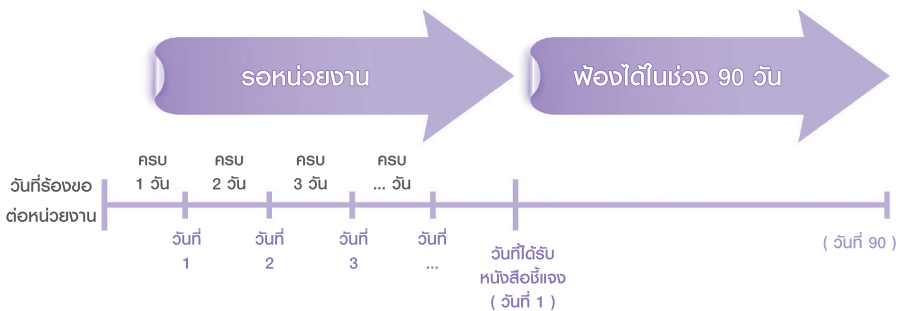 รอหน่วยงาน
ฟ้องได้ในช่วง 90 วัน
ครบ
1 วัน
ครบ
2 วัน
ครบ
3 วัน
ครบ
... วัน
วันที่ร้องขอ
ต่อหน่วยงาน
วันที่
1
วันที่
2
วันที่
3
วันที่
...
วันที่ได้รับ
หนังสือชี้แจง
( วันที่ 1 )
( วันที่ 90 )